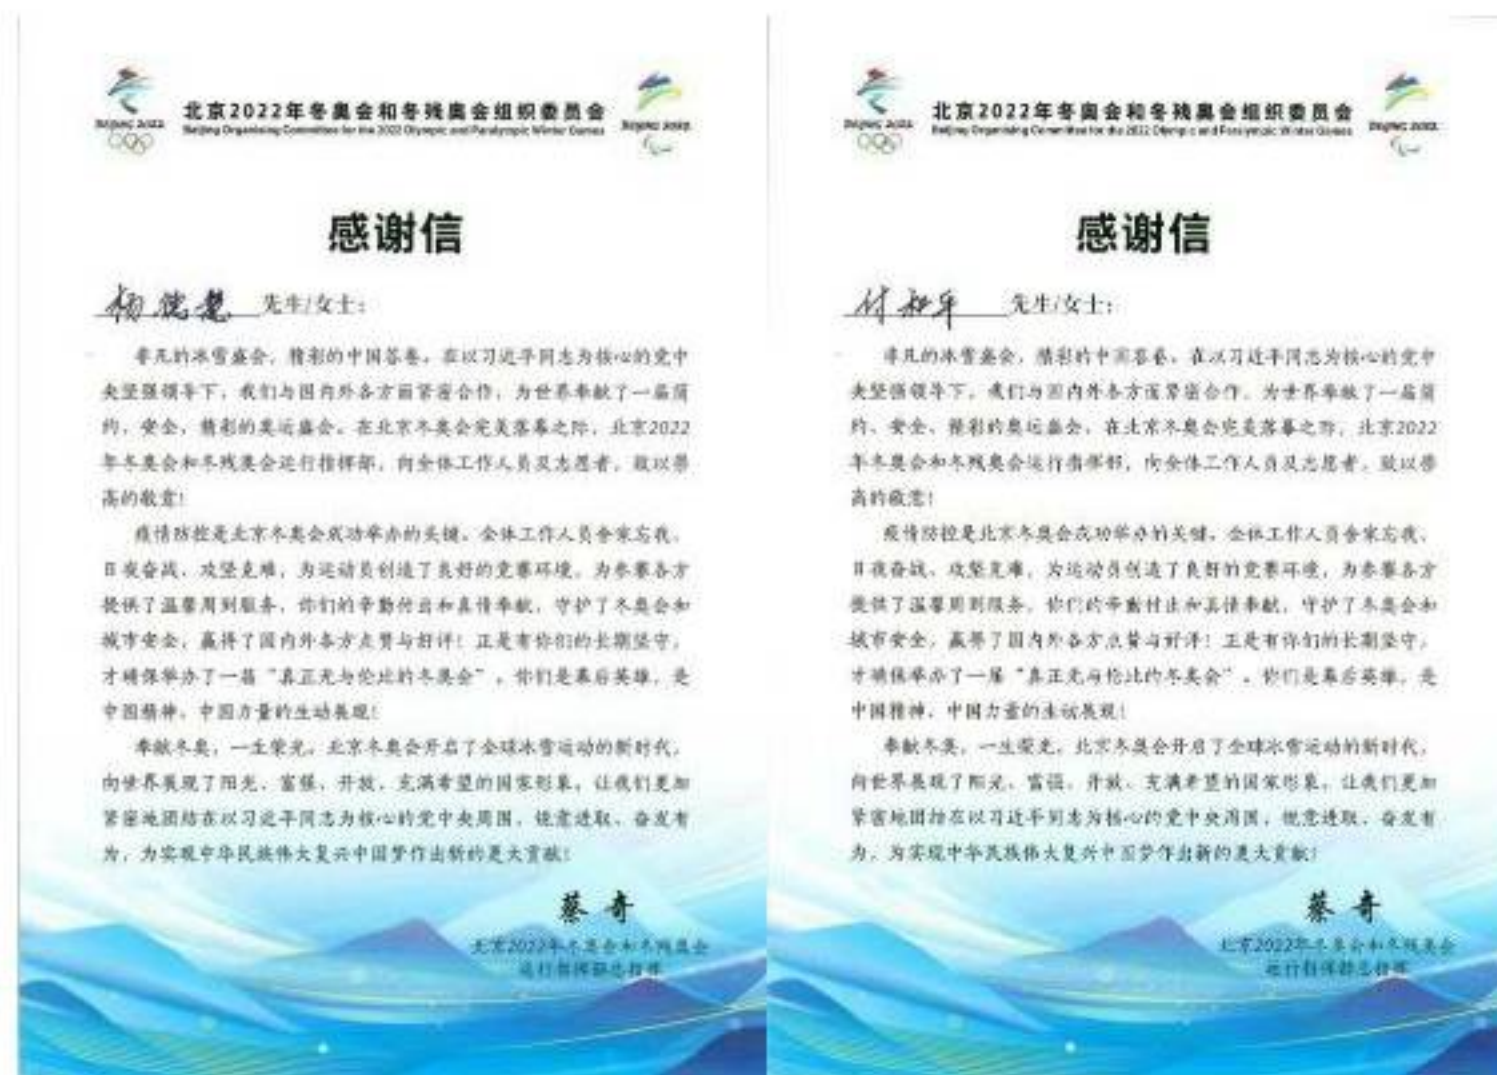 BEIJING 2022
北京2022年冬奥会和冬残奥会组织委员会
Beijing Organising Committee for the 2022 Olympic and Paralympic Winter Games
BEIJING 2022
感谢信
杨德慧 先生/女士：
非凡的冰雪盛会，精彩的中国答卷。在以习近平同志为核心的党中
央坚强领导下，我们与国内外各方面紧密合作，为世界奉献了一届简
约、安全、精彩的奥运盛会。在北京冬奥会完美落幕之际，北京2022
年冬奥会和冬残奥会运行指挥部，向全体工作人员及志愿者，致以崇
高的敬意！
疫情防控是北京冬奥会成功举办的关键。全体工作人员舍家忘我、
日夜奋战、攻坚克难，为运动员创造了良好的竞赛环境，为参赛各方
提供了温馨周到服务，你们的辛勤付出和真情奉献，守护了冬奥会和
城市安全，赢得了国内外各方点赞与好评！正是有你们的长期坚守，
才确保举办了一届“真正无与伦比的冬奥会”。你们是幕后英雄，是
中国精神、中国力量的生动展现！
奉献冬奥，一生荣光。北京冬奥会开启了全球冰雪运动的新时代，
向世界展现了阳光、富强、开放、充满希望的国家形象。让我们更加
紧密地团结在以习近平同志为核心的党中央周围，锐意进取、奋发有
为，为实现中华民族伟大复兴中国梦作出新的更大贡献！
蔡奇
北京2022年冬奥会和冬残奥会
运行指挥部总指挥
BEIJING 2022
北京2022年冬奥会和冬残奥会组织委员会
Beijing Organising Committee for the 2022 Olympic and Paralympic Winter Games
BEIJING 2022
感谢信
付 先生/女士：
非凡的冰雪盛会，精彩的中国答卷。在以习近平同志为核心的党中
央坚强领导下，我们与国内外各方面紧密合作，为世界奉献了一届简
约、安全、精彩的奥运盛会。在北京冬奥会完美落幕之际，北京2022
年冬奥会和冬残奥会运行指挥部，向全体工作人员及志愿者，致以崇
高的敬意！
疫情防控是北京冬奥会成功举办的关键。全体工作人员舍家忘我、
日夜奋战、攻坚克难，为运动员创造了良好的竞赛环境，为参赛各方
提供了温馨周到服务，你们的辛勤付出和真情奉献，守护了冬奥会和
城市安全，赢得了国内外各方点赞与好评！正是有你们的长期坚守，
才确保举办了一届“真正无与伦比的冬奥会”。你们是幕后英雄，是
中国精神、中国力量的生动展现！
奉献冬奥，一生荣光。北京冬奥会开启了全球冰雪运动的新时代，
向世界展现了阳光、富强、开放、充满希望的国家形象。让我们更加
紧密地团结在以习近平同志为核心的党中央周围，锐意进取、奋发有
为，为实现中华民族伟大复兴中国梦作出新的更大贡献！
蔡奇
北京2022年冬奥会和冬残奥会
运行指挥部总指挥